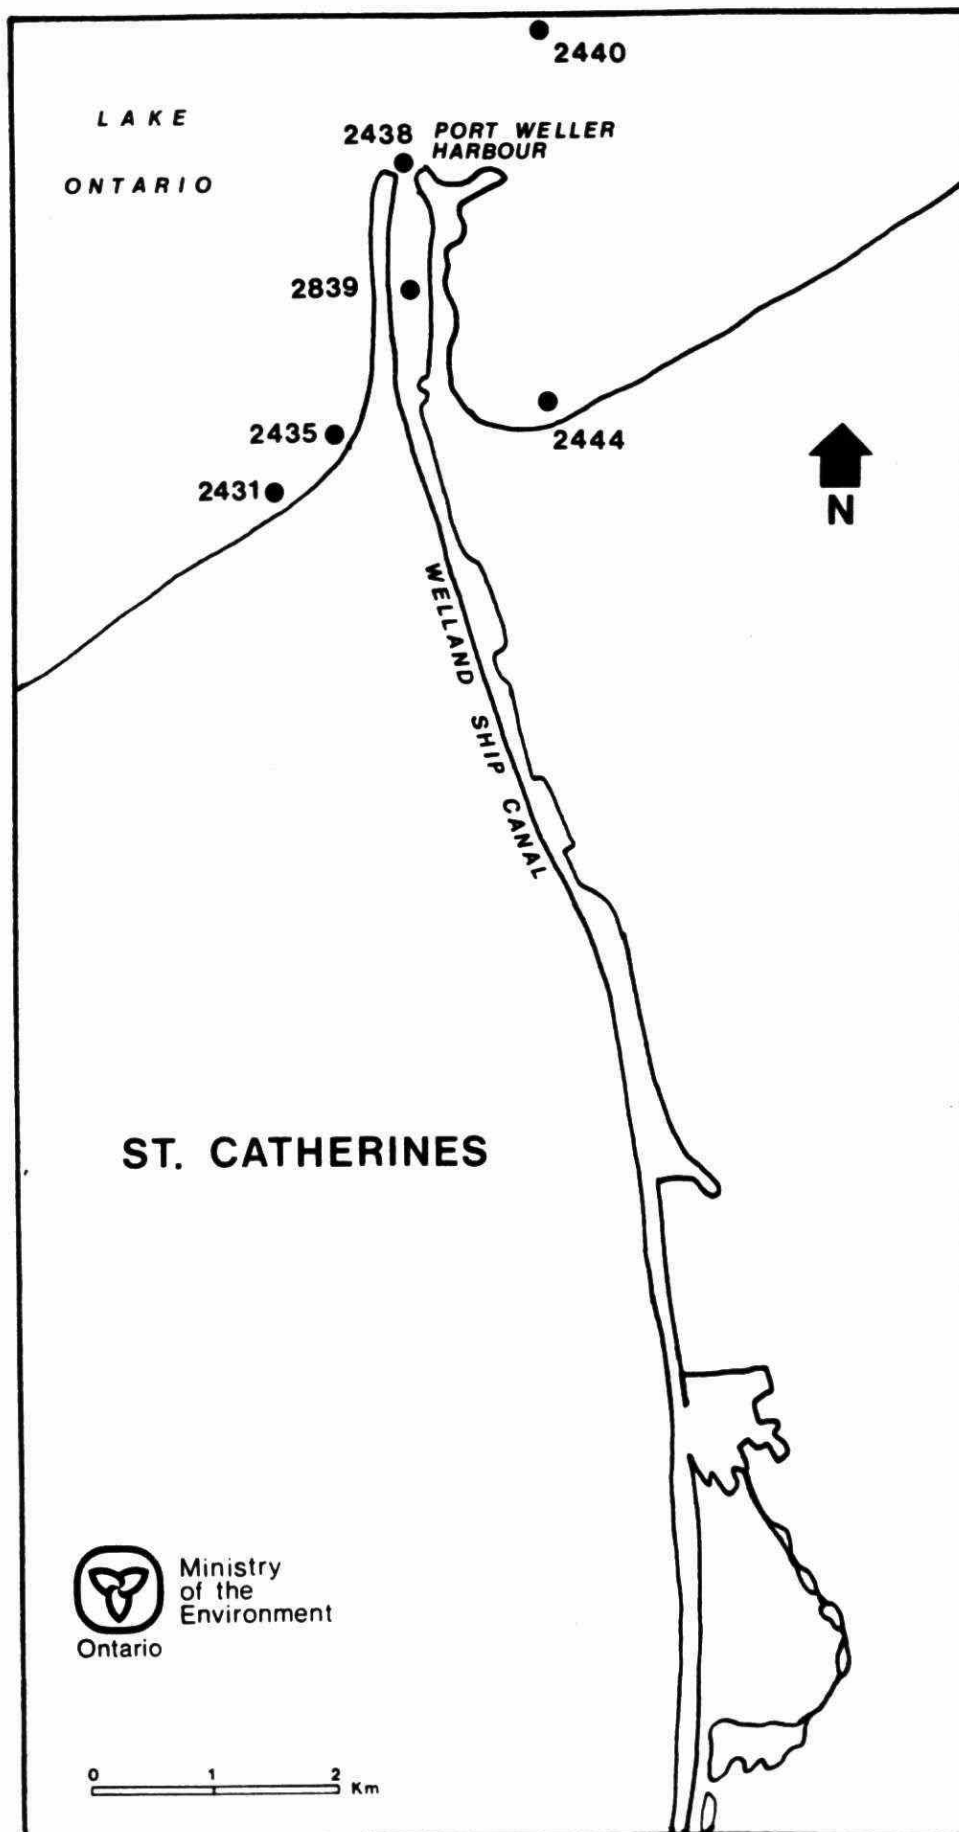 2440
LAKE
ONTARIO
2438
PORT WELLER
HARBOUR
2839
2435
2444
2431
N
WELLAND SHIP CANAL
ST. CATHERINES
Ministry
of the
Environment
Ontario
0 1 2 Km